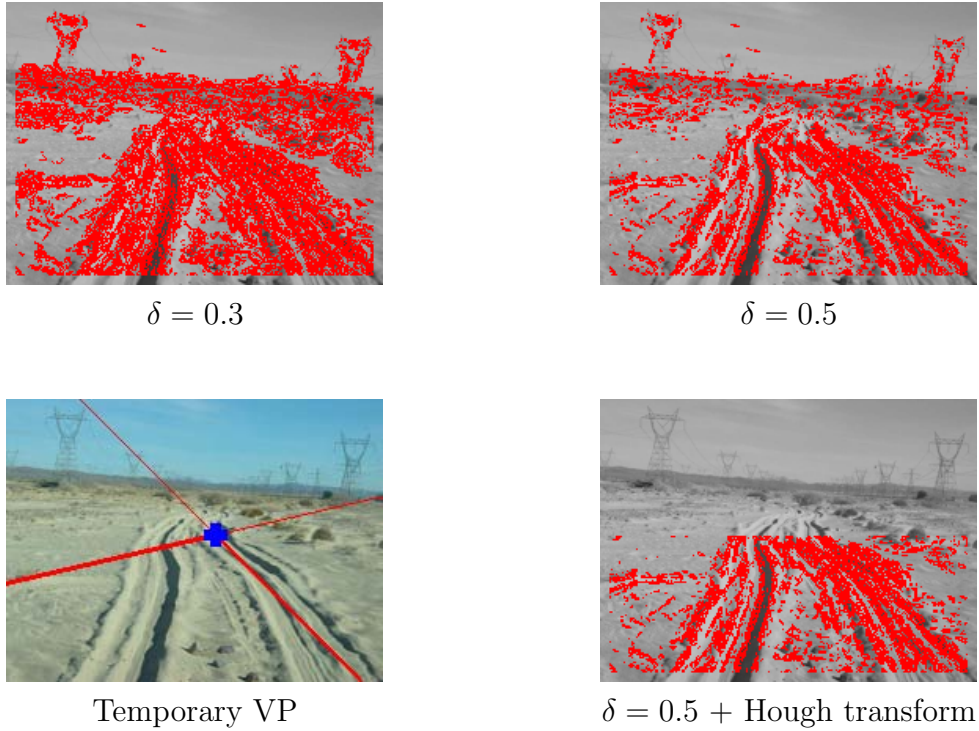 δ = 0.3
δ = 0.5
Temporary VP
δ = 0.5 + Hough transform